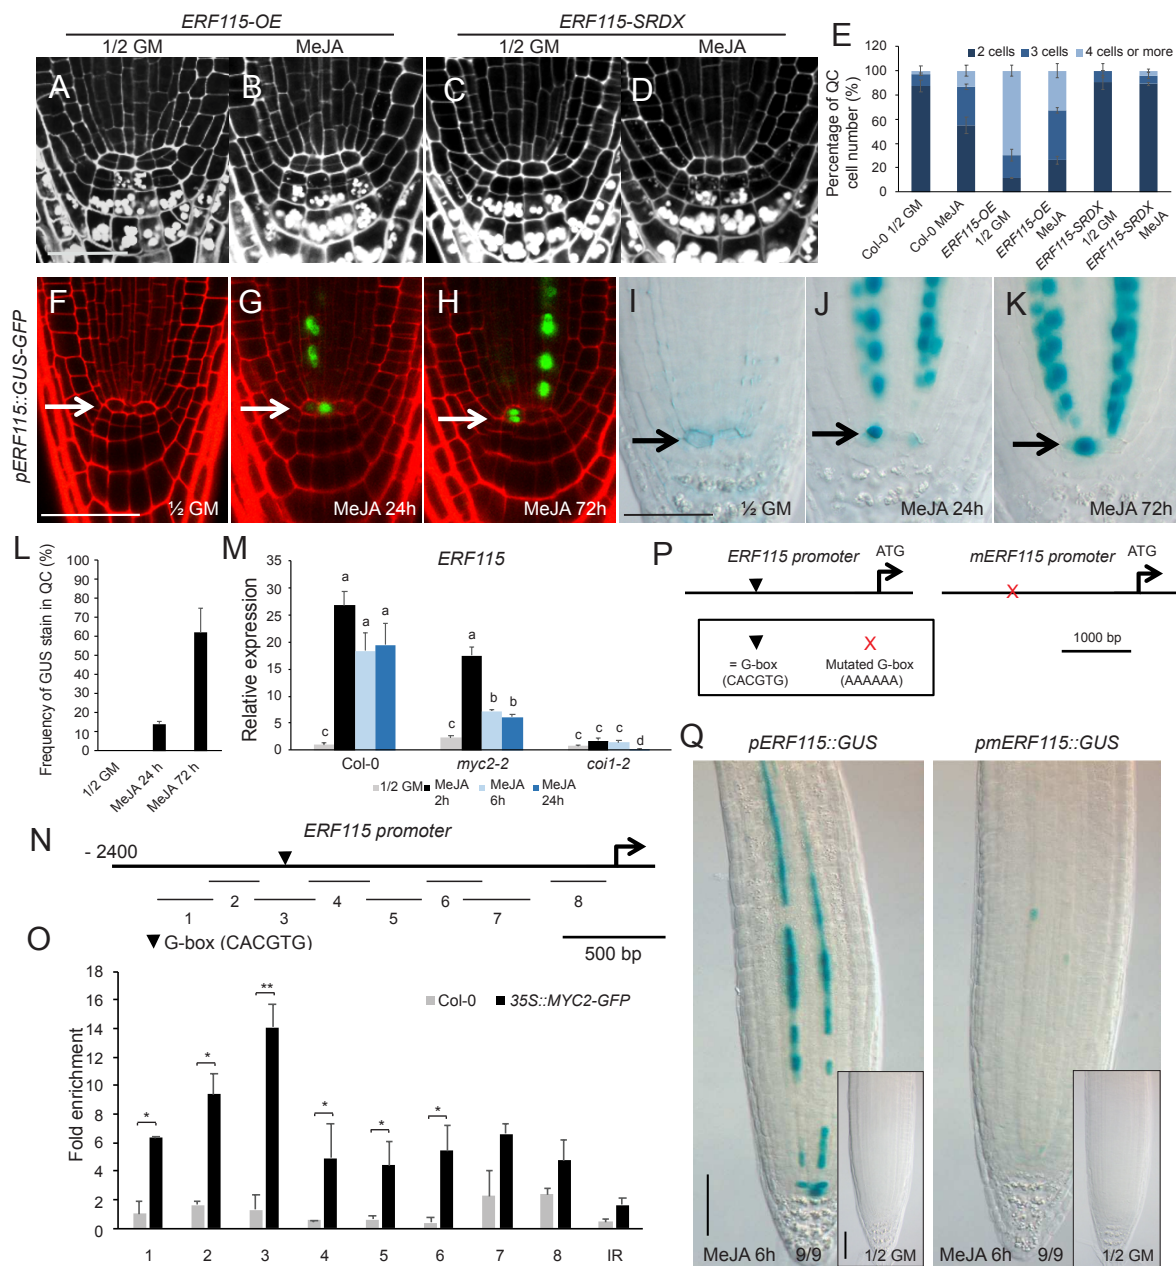 ERF115-OE
ERF115-SRDX
1/2 GM
MeJA
1/2 GM
MeJA
A
B
C
D
E
2 cells
3 cells
4 cells or more
Percentage of QC
cell number (%)
120
100
80
60
40
20
0
Col-0 1/2 GM
Col-0 MeJA
ERF115-OE
1/2 GM
ERF115-OE
MeJA
ERF115-SRDX
1/2 GM
ERF115-SRDX
MeJA
pERF115::GUS-GFP
F
G
H
I
J
K
½ GM
MeJA 24h
MeJA 72h
½ GM
MeJA 24h
MeJA 72h
L
Frequency of GUS stain in QC (%)
100
90
80
70
60
50
40
30
20
10
0
1/2 GM
MeJA 24 h
MeJA 72 h
M
ERF115
Relative expression
35
30
25
20
15
10
5
0
c
a
a
a
c
a
b
b
c
c
c
d
Col-0
myc2-2
coi1-2
1/2 GM
MeJA
2h
MeJA
6h
MeJA
24h
P
ERF115 promoter
ATG
mERF115 promoter
ATG
X
1000 bp
= G-box
(CACGTG)
X
Mutated G-box
(AAAAAA)
N
ERF115 promoter
- 2400
1
2
3
4
5
6
7
8
G-box (CACGTG)
500 bp
O
Fold enrichment
18
16
14
12
10
8
6
4
2
0
Col-0
35S::MYC2-GFP
*
*
**
*
*
*
1
2
3
4
5
6
7
8
IR
Q
pERF115::GUS
pmERF115::GUS
MeJA 6h
9/9
1/2 GM
MeJA 6h
9/9
1/2 GM